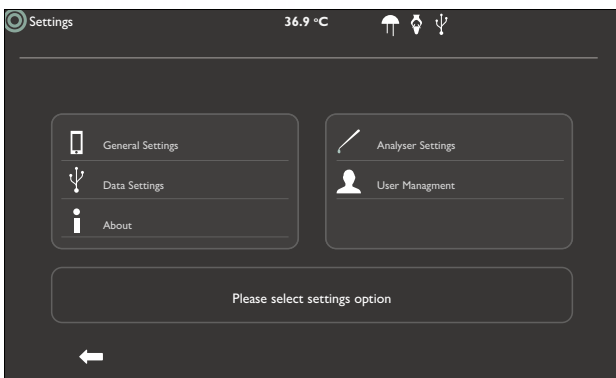 Settings
36.9 °C
General Settings
Data Settings
About
Analyser Settings
User Managment
Please select settings option